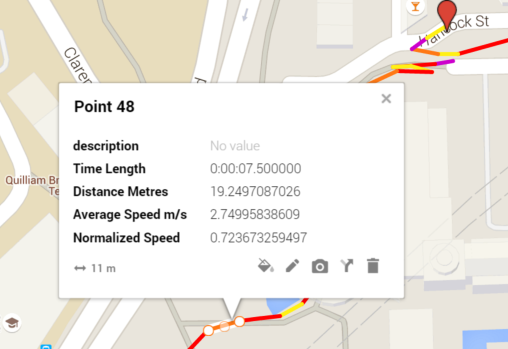 Point 48
description No value
Time Length 0:00:07.500000
Distance Metres 19.2497087026
Average Speed m/s 2.74995838609
Normalized Speed 0.723673259497
11 m
Claren
Quilliam Br
Te
ck St